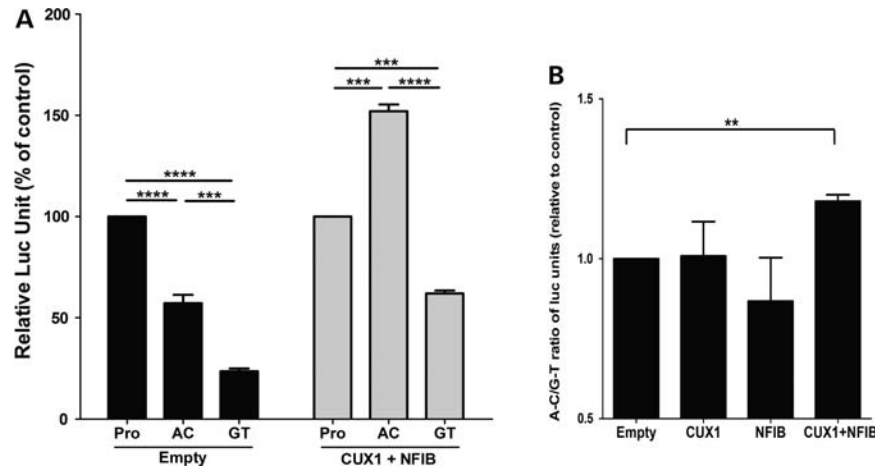 A
Relative Luc Unit (% of control)
200
150
100
50
0
****
****
***
***
***
****
Pro
AC
GT
Pro
AC
GT
Empty
CUX1 + NFIB
B
A-C/G-T ratio of luc units (relative to control)
1.5
1.0
0.5
**
Empty
CUX1
NFIB
CUX1+NFIB